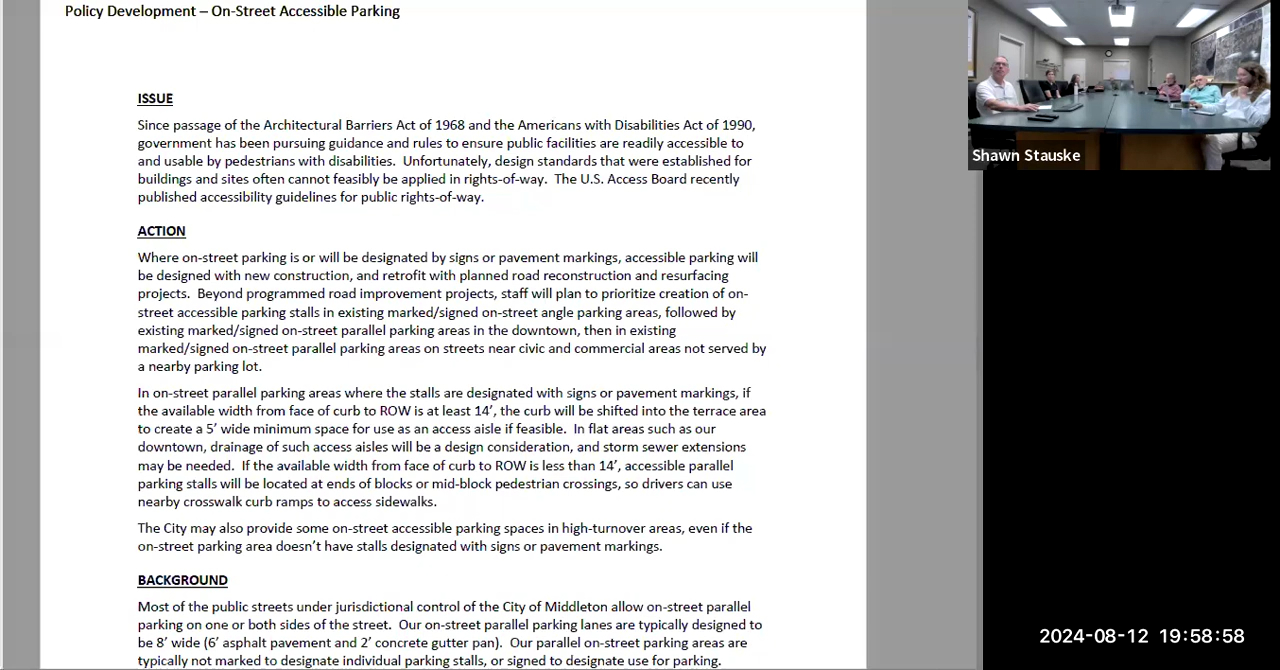 Policy Development – On-Street Accessible Parking
ISSUE
Since passage of the Architectural Barriers Act of 1968 and the Americans with Disabilities Act of 1990,
government has been pursuing guidance and rules to ensure public facilities are readily accessible to
and usable by pedestrians with disabilities.  Unfortunately, design standards that were established for
buildings and sites often cannot feasibly be applied in rights-of-way.  The U.S. Access Board recently
published accessibility guidelines for public rights-of-way.
ACTION
Where on-street parking is or will be designated by signs or pavement markings, accessible parking will
be designed with new construction, and retrofit with planned road reconstruction and resurfacing
projects.  Beyond programmed road improvement projects, staff will plan to prioritize creation of on-
street accessible parking stalls in existing marked/signed on-street angle parking areas, followed by
existing marked/signed on-street parallel parking areas in the downtown, then in existing
marked/signed on-street parallel parking areas on streets near civic and commercial areas not served by
a nearby parking lot.
In on-street parallel parking areas where the stalls are designated with signs or pavement markings, if
the available width from face of curb to ROW is at least 14’, the curb will be shifted into the terrace area
to create a 5’ wide minimum space for use as an access aisle if feasible.  In flat areas such as our
downtown, drainage of such access aisles will be a design consideration, and storm sewer extensions
may be needed.  If the available width from face of curb to ROW is less than 14’, accessible parallel
parking stalls will be located at ends of blocks or mid-block pedestrian crossings, so drivers can use
nearby crosswalk curb ramps to access sidewalks.
The City may also provide some on-street accessible parking spaces in high-turnover areas, even if the
on-street parking area doesn’t have stalls designated with signs or pavement markings.
BACKGROUND
Most of the public streets under jurisdictional control of the City of Middleton allow on-street parallel
parking on one or both sides of the street.  Our on-street parallel parking lanes are typically designed to
be 8’ wide (6’ asphalt pavement and 2’ concrete gutter pan).  Our parallel on-street parking areas are
typically not marked to designate individual parking stalls, or signed to designate use for parking.
Shawn Stauske
2024-08-12 19:58:58